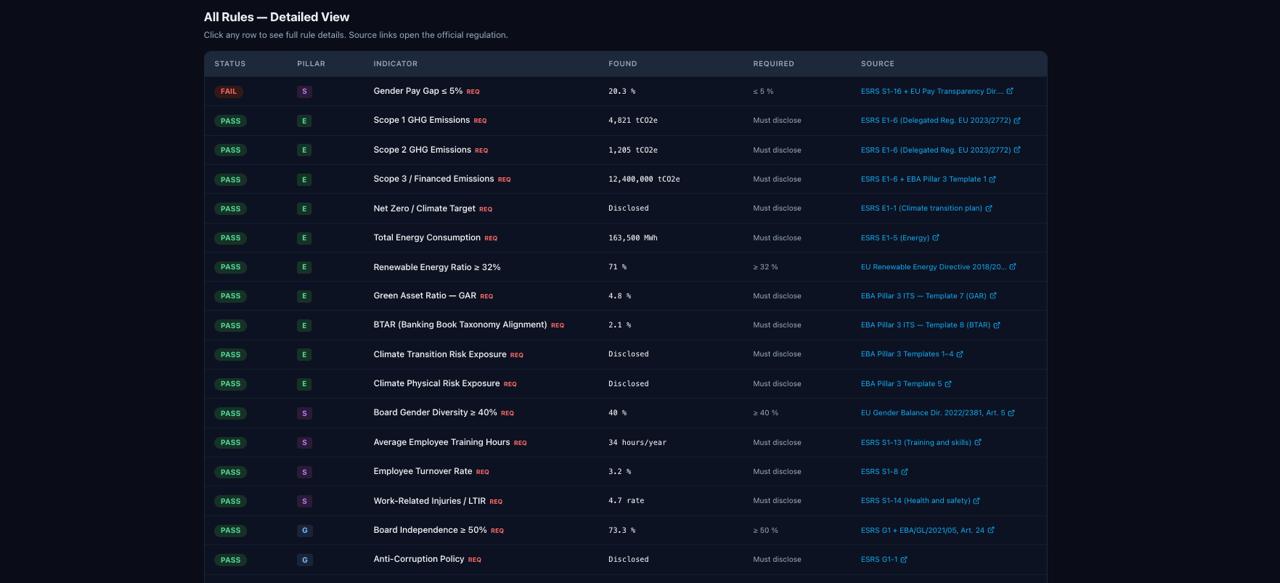 All Rules — Detailed View
Click any row to see full rule details. Source links open the official regulation.
STATUS PILLAR INDICATOR FOUND REQUIRED SOURCE
FAIL S Gender Pay Gap ≤ 5% REQ 20.3 % ≤ 5 % ESRS S1-16 + EU Pay Transparency Dir....
PASS E Scope 1 GHG Emissions REQ 4,821 tCO2e Must disclose ESRS E1-6 (Delegated Reg. EU 2023/2772)
PASS E Scope 2 GHG Emissions REQ 1,205 tCO2e Must disclose ESRS E1-6 (Delegated Reg. EU 2023/2772)
PASS E Scope 3 / Financed Emissions REQ 12,400,000 tCO2e Must disclose ESRS E1-6 + EBA Pillar 3 Template 1
PASS E Net Zero / Climate Target REQ Disclosed Must disclose ESRS E1-1 (Climate transition plan)
PASS E Total Energy Consumption REQ 163,500 MWh Must disclose ESRS E1-5 (Energy)
PASS E Renewable Energy Ratio ≥ 32% 71 % ≥ 32 % EU Renewable Energy Directive 2018/20...
PASS E Green Asset Ratio — GAR REQ 4.8 % Must disclose EBA Pillar 3 ITS — Template 7 (GAR)
PASS E BTAR (Banking Book Taxonomy Alignment) REQ 2.1 % Must disclose EBA Pillar 3 ITS — Template 8 (BTAR)
PASS E Climate Transition Risk Exposure REQ Disclosed Must disclose EBA Pillar 3 Templates 1–4
PASS E Climate Physical Risk Exposure REQ Disclosed Must disclose EBA Pillar 3 Template 5
PASS S Board Gender Diversity ≥ 40% REQ 40 % ≥ 40 % EU Gender Balance Dir. 2022/2381, Art. 5
PASS S Average Employee Training Hours REQ 34 hours/year Must disclose ESRS S1-13 (Training and skills)
PASS S Employee Turnover Rate REQ 3.2 % Must disclose ESRS S1-8
PASS S Work-Related Injuries / LTIR REQ 4.7 rate Must disclose ESRS S1-14 (Health and safety)
PASS G Board Independence ≥ 50% REQ 73.3 % ≥ 50 % ESRS G1 + EBA/GL/2021/05, Art. 24
PASS G Anti-Corruption Policy REQ Disclosed Must disclose ESRS G1-1